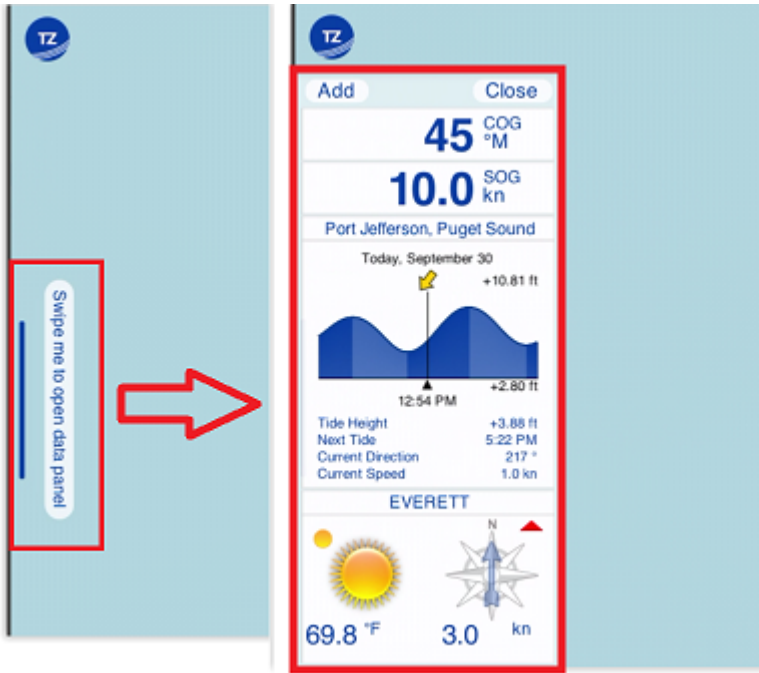 TZ
Swipe me to open data panel
TZ
Add Close
45 COG °M
10.0 SOG kn
Port Jefferson, Puget Sound
Today, September 30
+10.81 ft
+2.80 ft
12:54 PM
Tide Height +3.88 ft
Next Tide 5:22 PM
Current Direction 217 °
Current Speed 1.0 kn
EVERETT
N
69.8 °F 3.0 kn